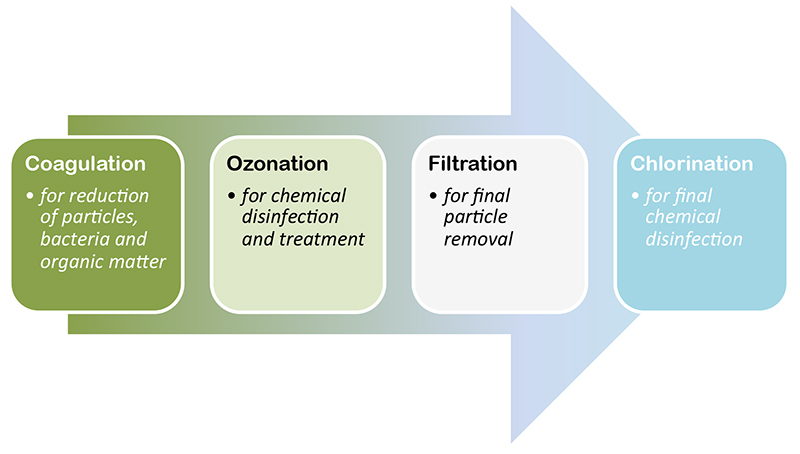 Coagulation
• for reduction
of particles,
bacteria and
organic matter
Ozonation
• for chemical
disinfection
and treatment
Filtration
• for final
particle
removal
Chlorination
• for final
chemical
disinfection